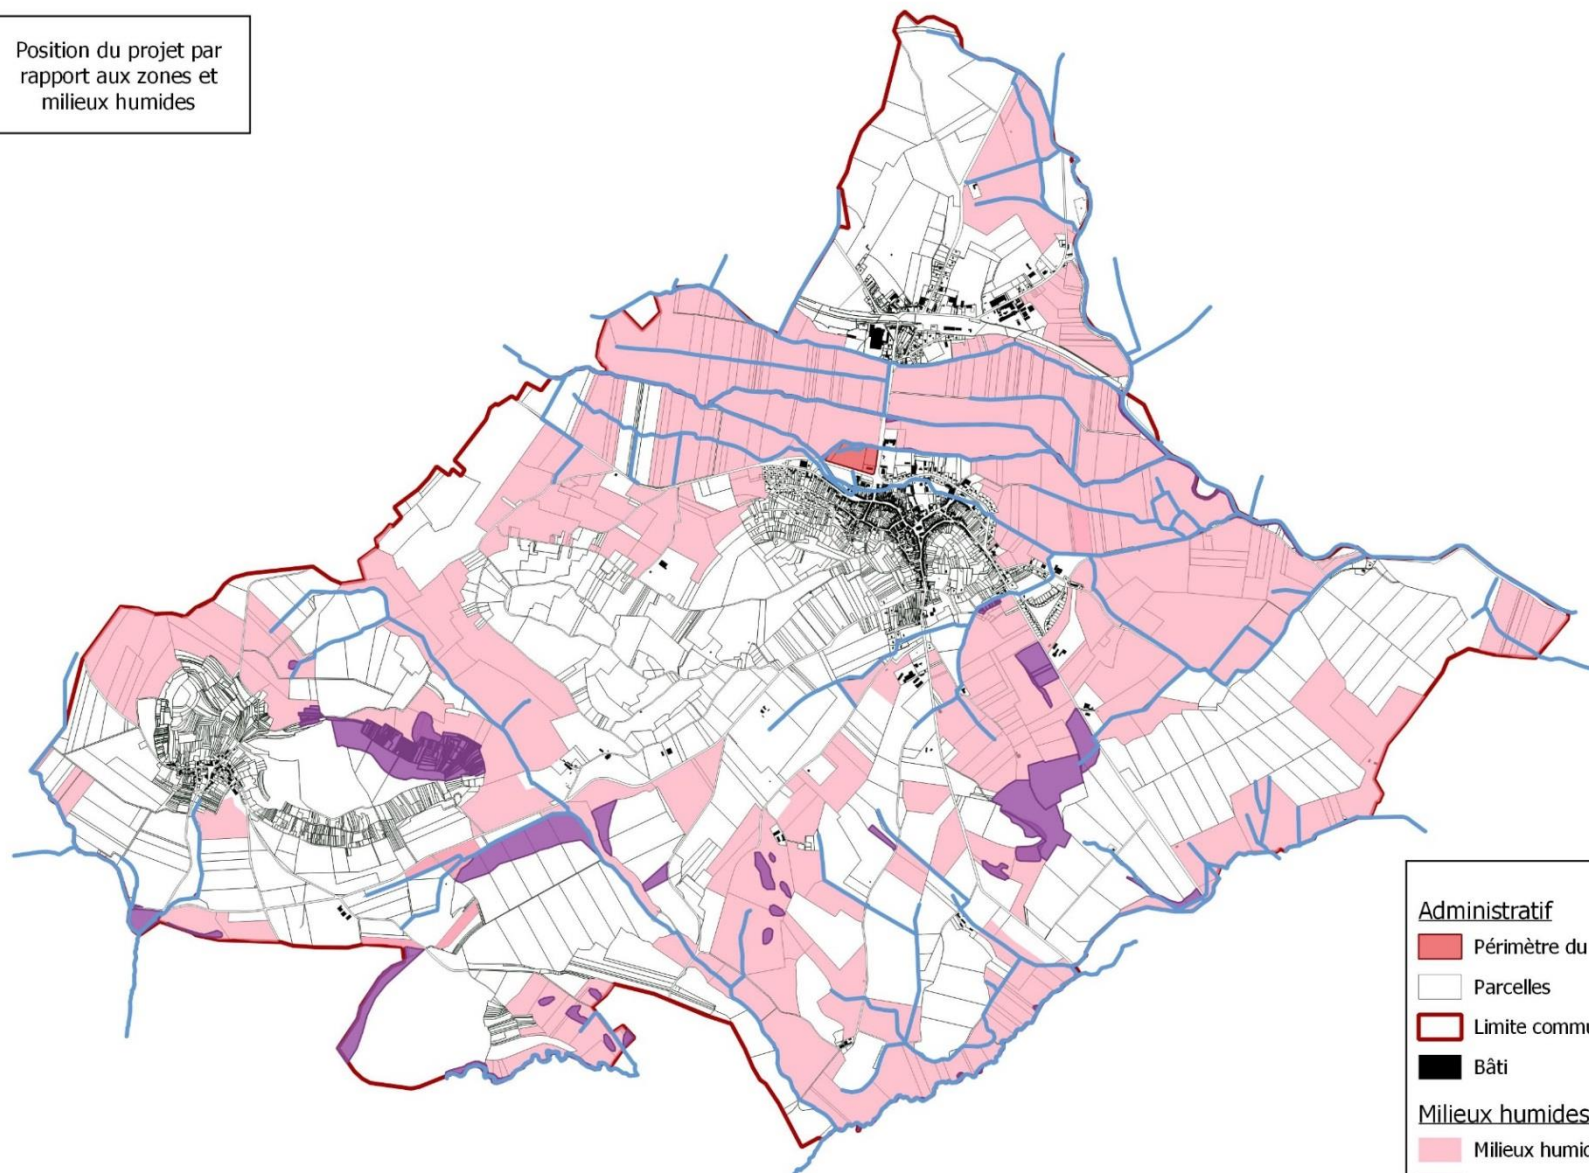 Position du projet par
rapport aux zones et
milieux humides
Administratif
Périmètre du
Parcelles
Limite commu
Bâti
Milieux humides
Milieux humid